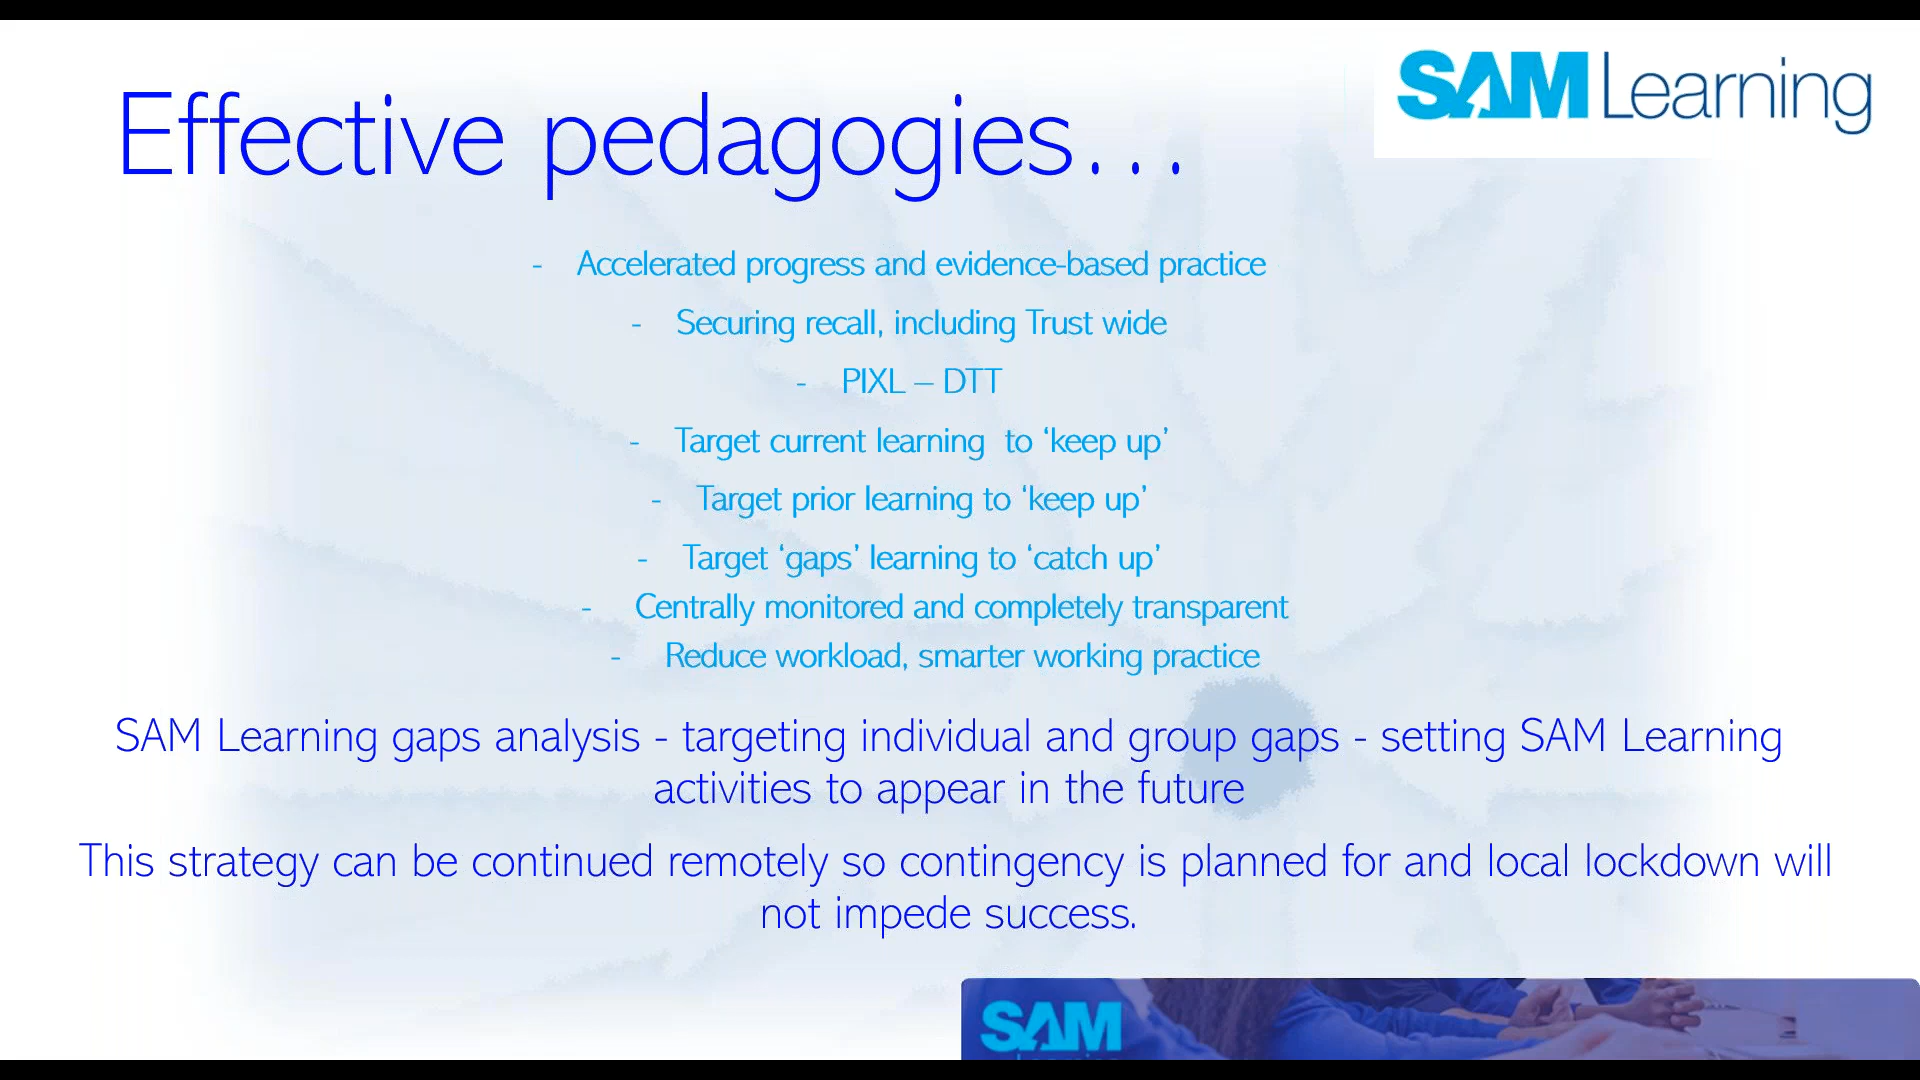 SAM Learning
Effective pedagogies...
- Accelerated progress and evidence-based practice
- Securing recall, including Trust wide
- PIXL – DTT
- Target current learning  to ‘keep up’
- Target prior learning to ‘keep up’
- Target ‘gaps’ learning to ‘catch up’
- Centrally monitored and completely transparent
- Reduce workload, smarter working practice
SAM Learning gaps analysis - targeting individual and group gaps - setting SAM Learning
activities to appear in the future
This strategy can be continued remotely so contingency is planned for and local lockdown will
not impede success.
SAM